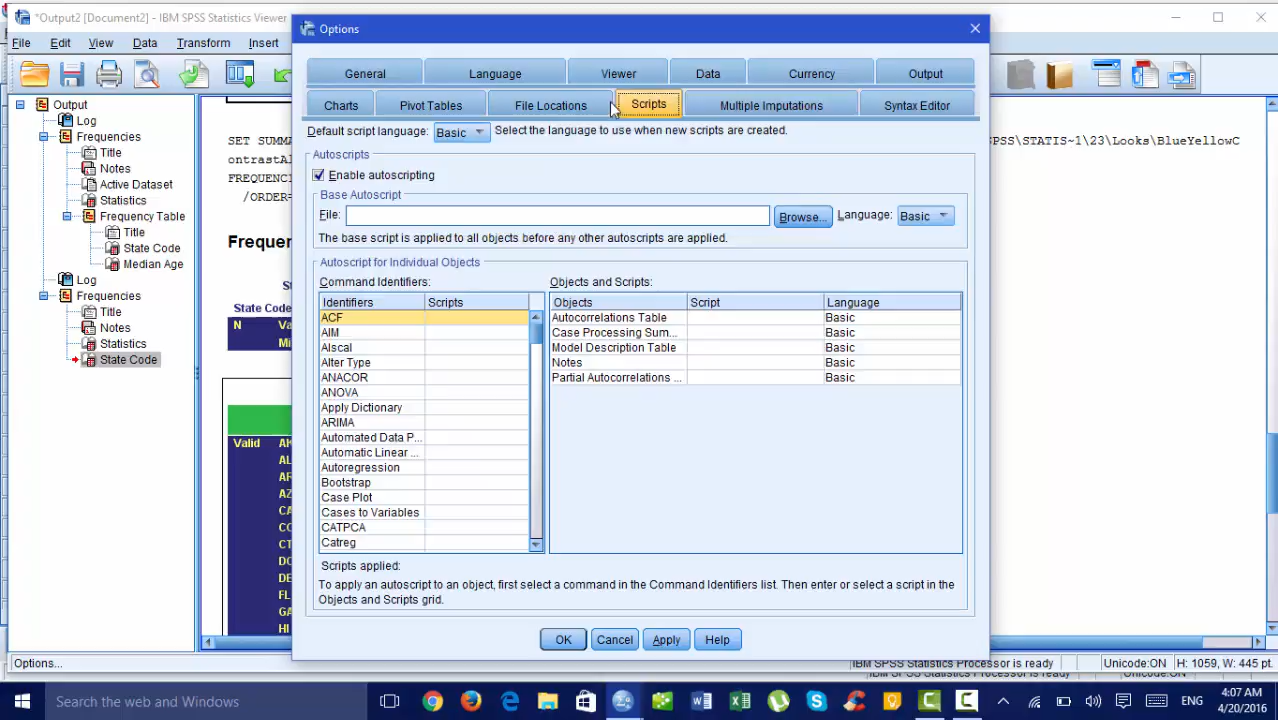 *Output2 [Document2] - IBM SPSS Statistics Viewer
File Edit View Data Transform Insert
Output
Log
Frequencies
Title
Notes
Active Dataset
Statistics
Frequency Table
Title
State Code
Median Age
Log
Frequencies
Title
Notes
Statistics
State Code
SET SUMMA
ontrastAl
FREQUENCI
/ORDER=
SPSS\STATIS~1\23\Looks\BlueYellowC
Frequen
State Code
N Va
Mi
Valid
AK
AL
AR
AZ
CA
CO
CT
DC
DE
FL
GA
HI
Options
General Language Viewer Data Currency Output
Charts Pivot Tables File Locations Scripts Multiple Imputations Syntax Editor
Default script language: Basic Select the language to use when new scripts are created.
Autoscripts
Enable autoscripting
Base Autoscript
File: Browse... Language: Basic
The base script is applied to all objects before any other autoscripts are applied.
Autoscript for Individual Objects
Command Identifiers:
Identifiers Scripts
ACF
AIM
Alscal
Alter Type
ANACOR
ANOVA
Apply Dictionary
ARIMA
Automated Data P...
Automatic Linear ...
Autoregression
Bootstrap
Case Plot
Cases to Variables
CATPCA
Catreg
Objects and Scripts:
Objects Script Language
Autocorrelations Table Basic
Case Processing Sum... Basic
Model Description Table Basic
Notes Basic
Partial Autocorrelations ... Basic
Scripts applied:
To apply an autoscript to an object, first select a command in the Command Identifiers list. Then enter or select a script in the
Objects and Scripts grid.
OK Cancel Apply Help
Options...
IBM SPSS Statistics Processor is ready Unicode:ON H: 1059, W: 445 pt.
Search the web and Windows
ENG
4:07 AM
4/20/2016